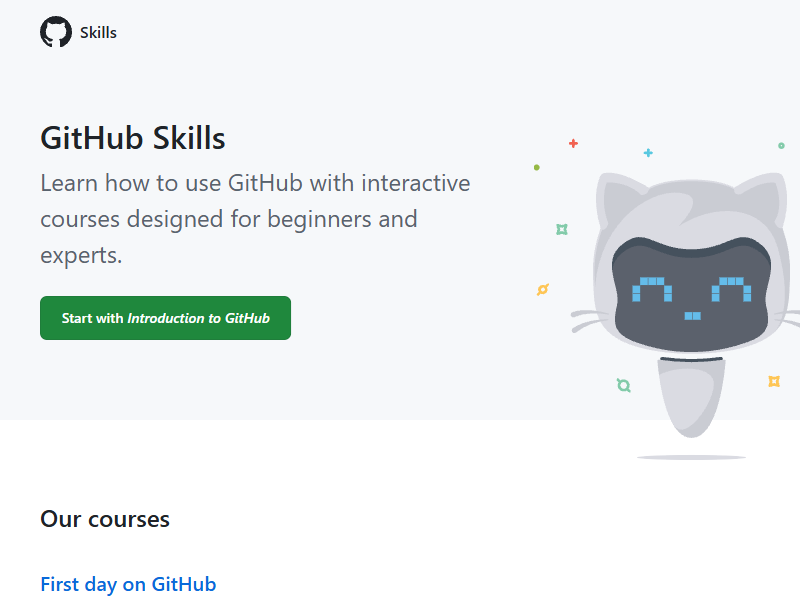 Skills
GitHub Skills
Learn how to use GitHub with interactive
courses designed for beginners and
experts.
Start with Introduction to GitHub
Our courses
First day on GitHub